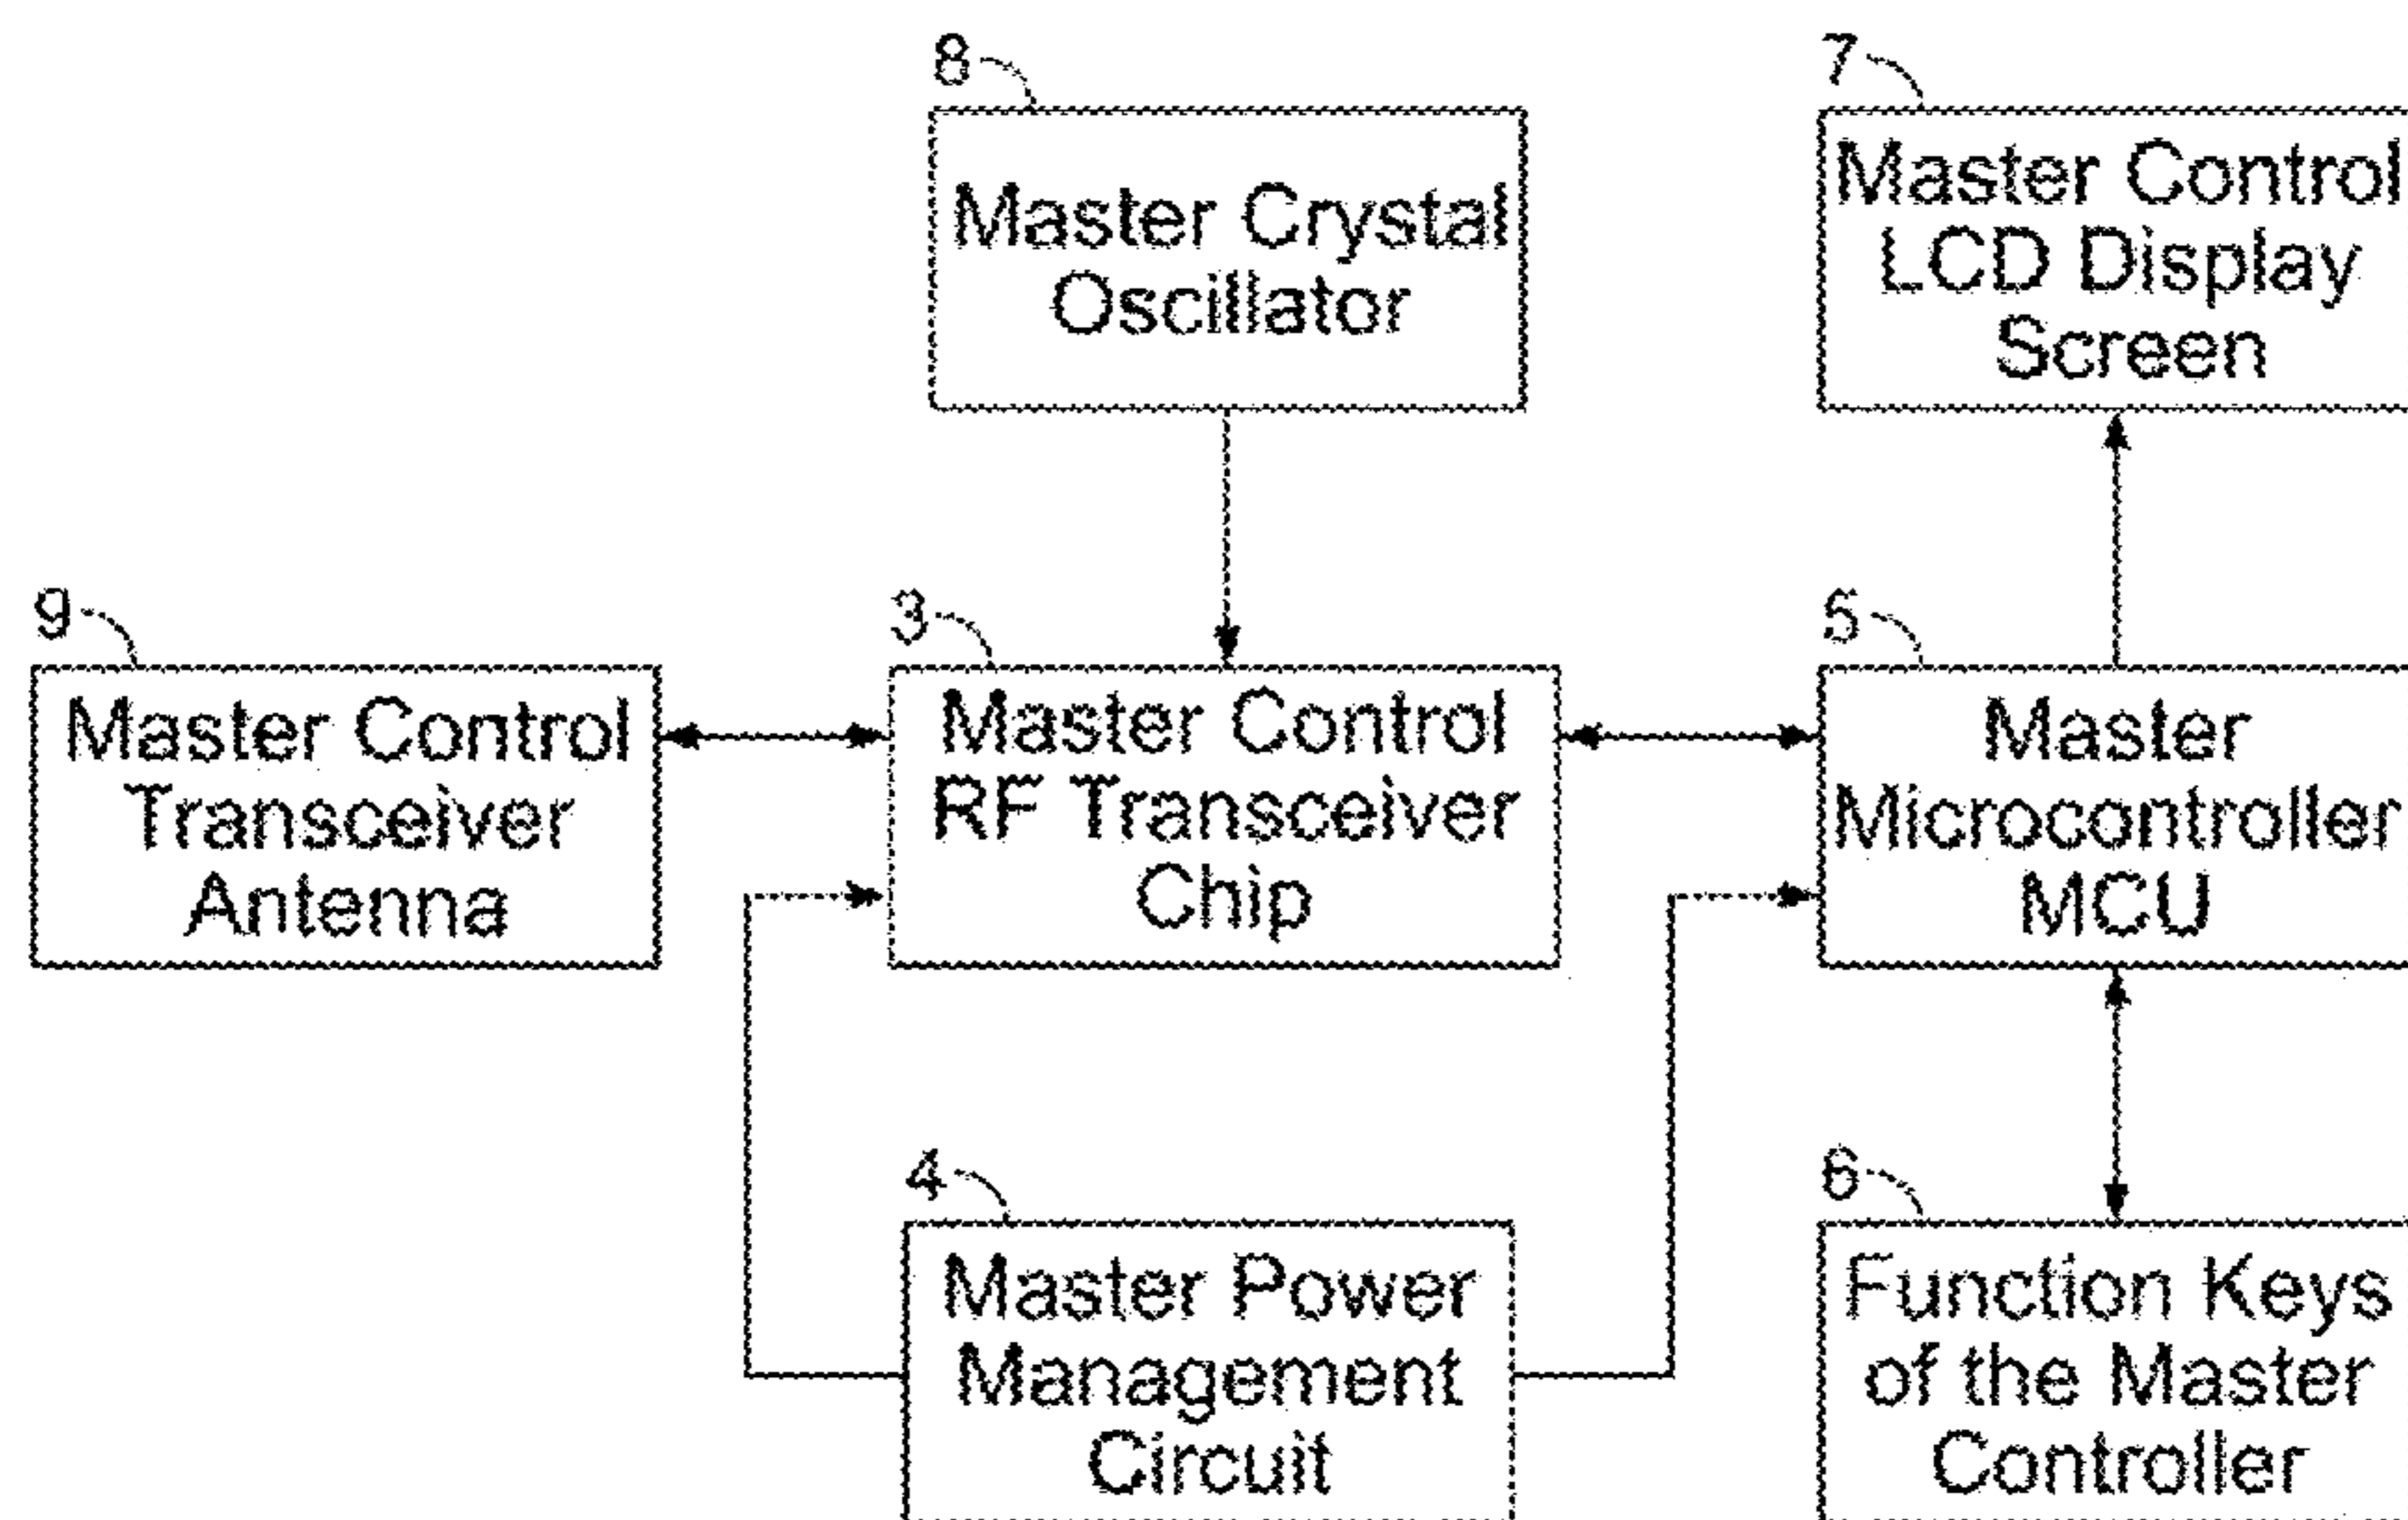 8
Master Crystal
Oscillator
7
Master Control
LCD Display
Screen
9
Master Control
Transceiver
Antenna
3
Master Control
RF Transceiver
Chip
5
Master
Microcontroller
MCU
4
Master Power
Management
Circuit
6
Function Keys
of the Master
Controller